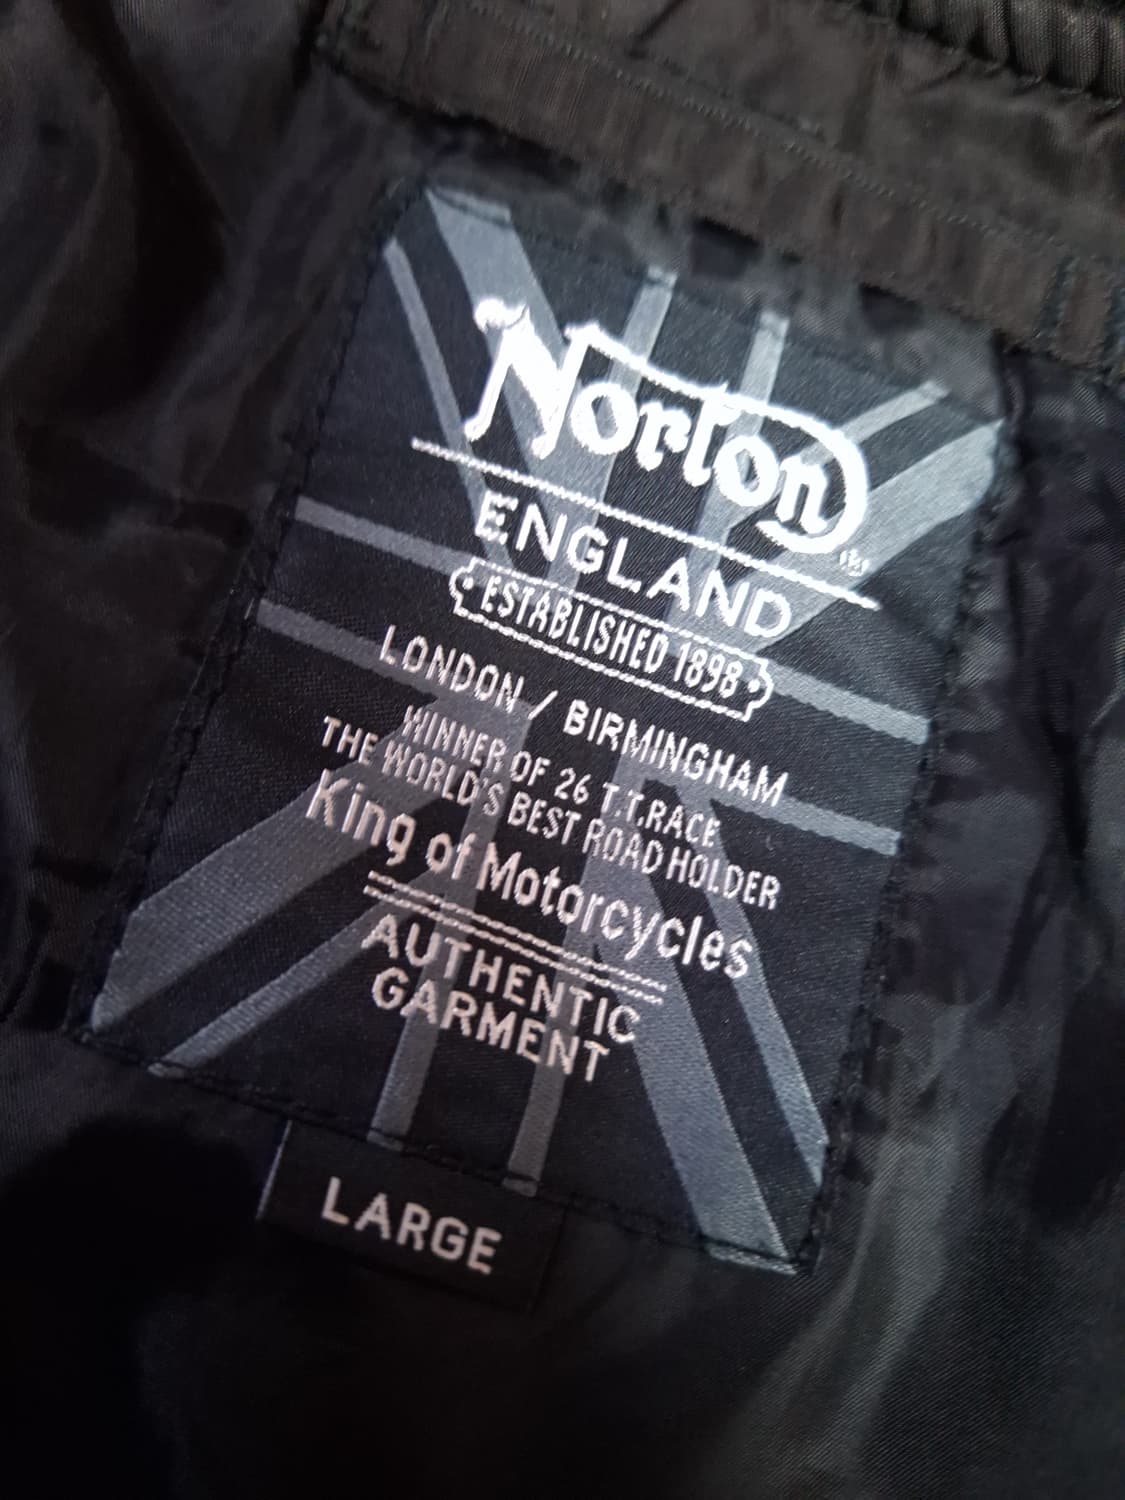 Norton
®
ENGLAND
ESTABLISHED 1898
LONDON / BIRMINGHAM
WINNER OF 26 T.T.RACE
THE WORLD'S BEST ROAD HOLDER
King of Motorcycles
AUTHENTIC
GARMENT
LARGE